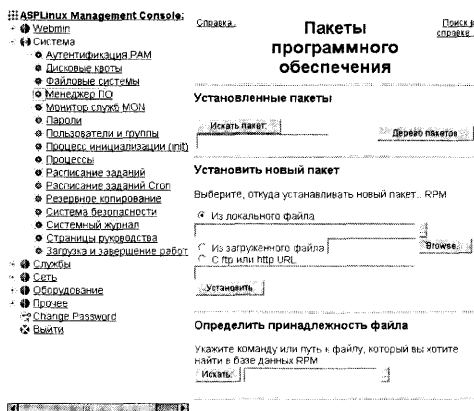 ASPLinux Management Console:
Webmin
Система
Аутентификация PAM
Дисковые квоты
Файловые системы
Менеджер ПО
Монитор служб MON
Пароли
Пользователи и группы
Процесс инициализации (init)
Процессы
Расписание заданий
Расписание заданий Cron
Резервное копирование
Система безопасности
Системный журнал
Страницы руководства
Загрузка и завершение работ
Службы
Сеть
Оборудование
Прочее
Change Password
Выйти
Справка..
Пакеты
программного
обеспечения
Поиск в
справке..
Установленные пакеты
Искать пакет:
Дерево пакетов
Установить новый пакет
Выберите, откуда устанавливать новый пакет.. RPM
Из локального файла
Из загруженного файла
Browse...
С ftp или http URL
Установить
Определить принадлежность файла
Укажите команду или путь к файлу, который вы хотите
найти в базе данных RPM
Искать: